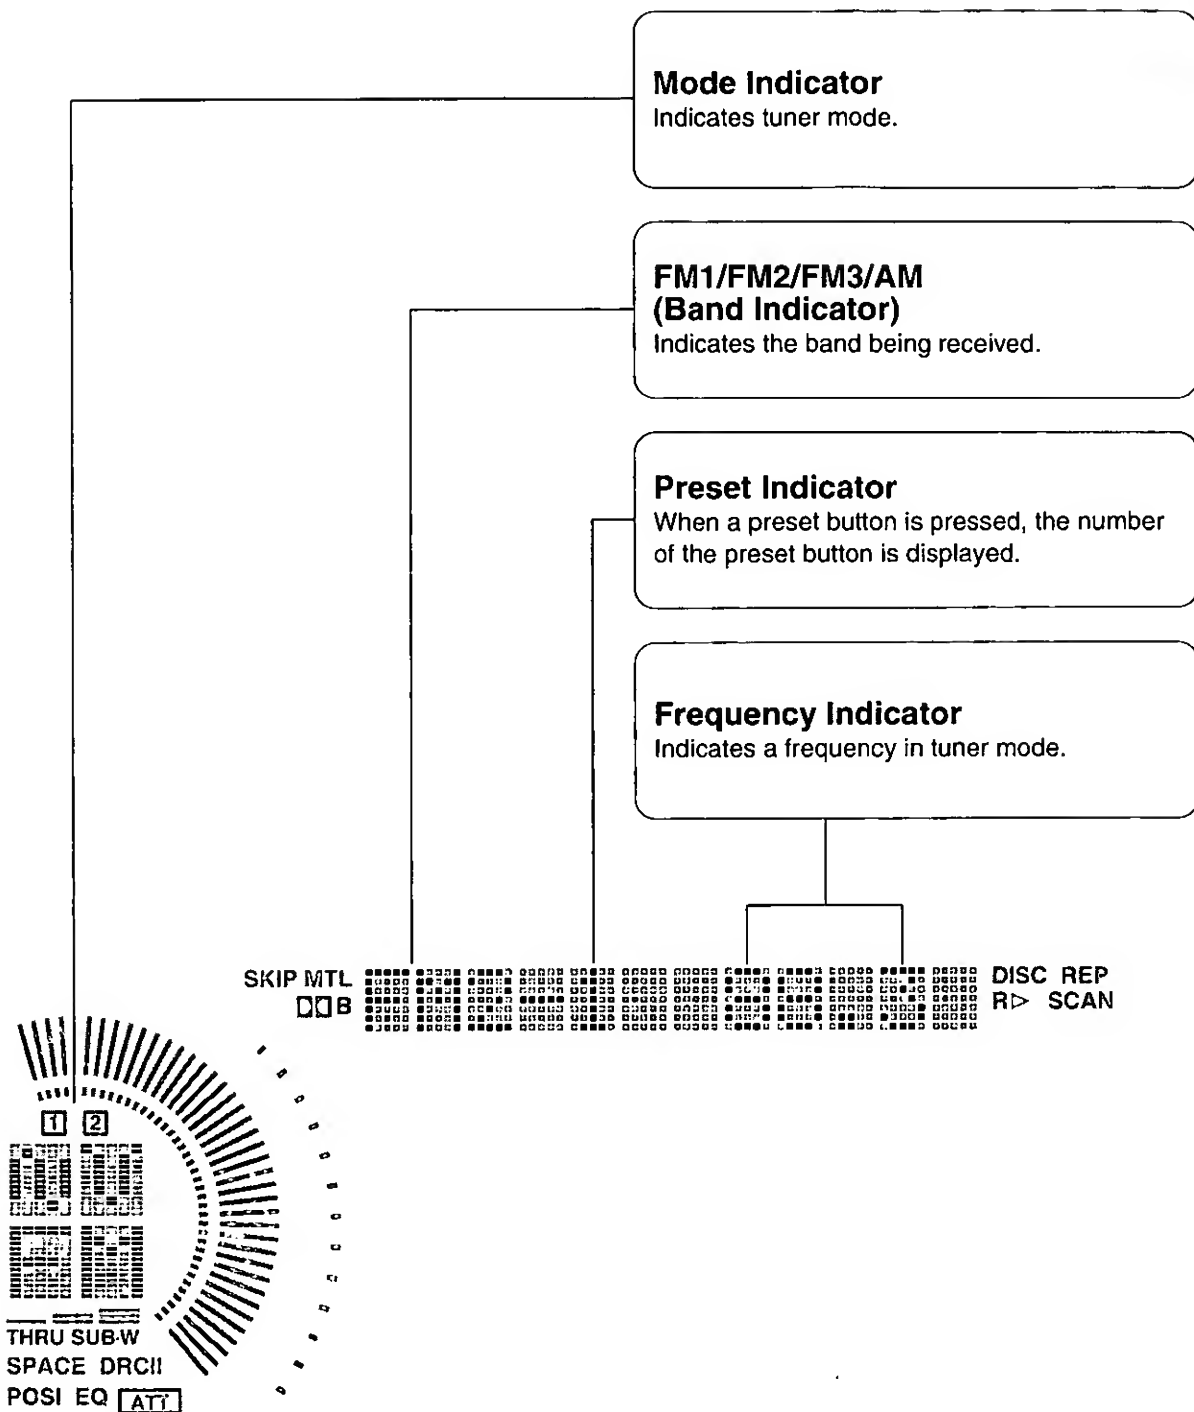 Mode Indicator
Indicates tuner mode.
FM1/FM2/FM3/AM
(Band Indicator)
Indicates the band being received.
Preset Indicator
When a preset button is pressed, the number
of the preset button is displayed.
Frequency Indicator
Indicates a frequency in tuner mode.
SKIP MTL
B
DISC REP
R▷ SCAN
1 2
THRU SUB-W
SPACE DRCII
POSI EQ ATT